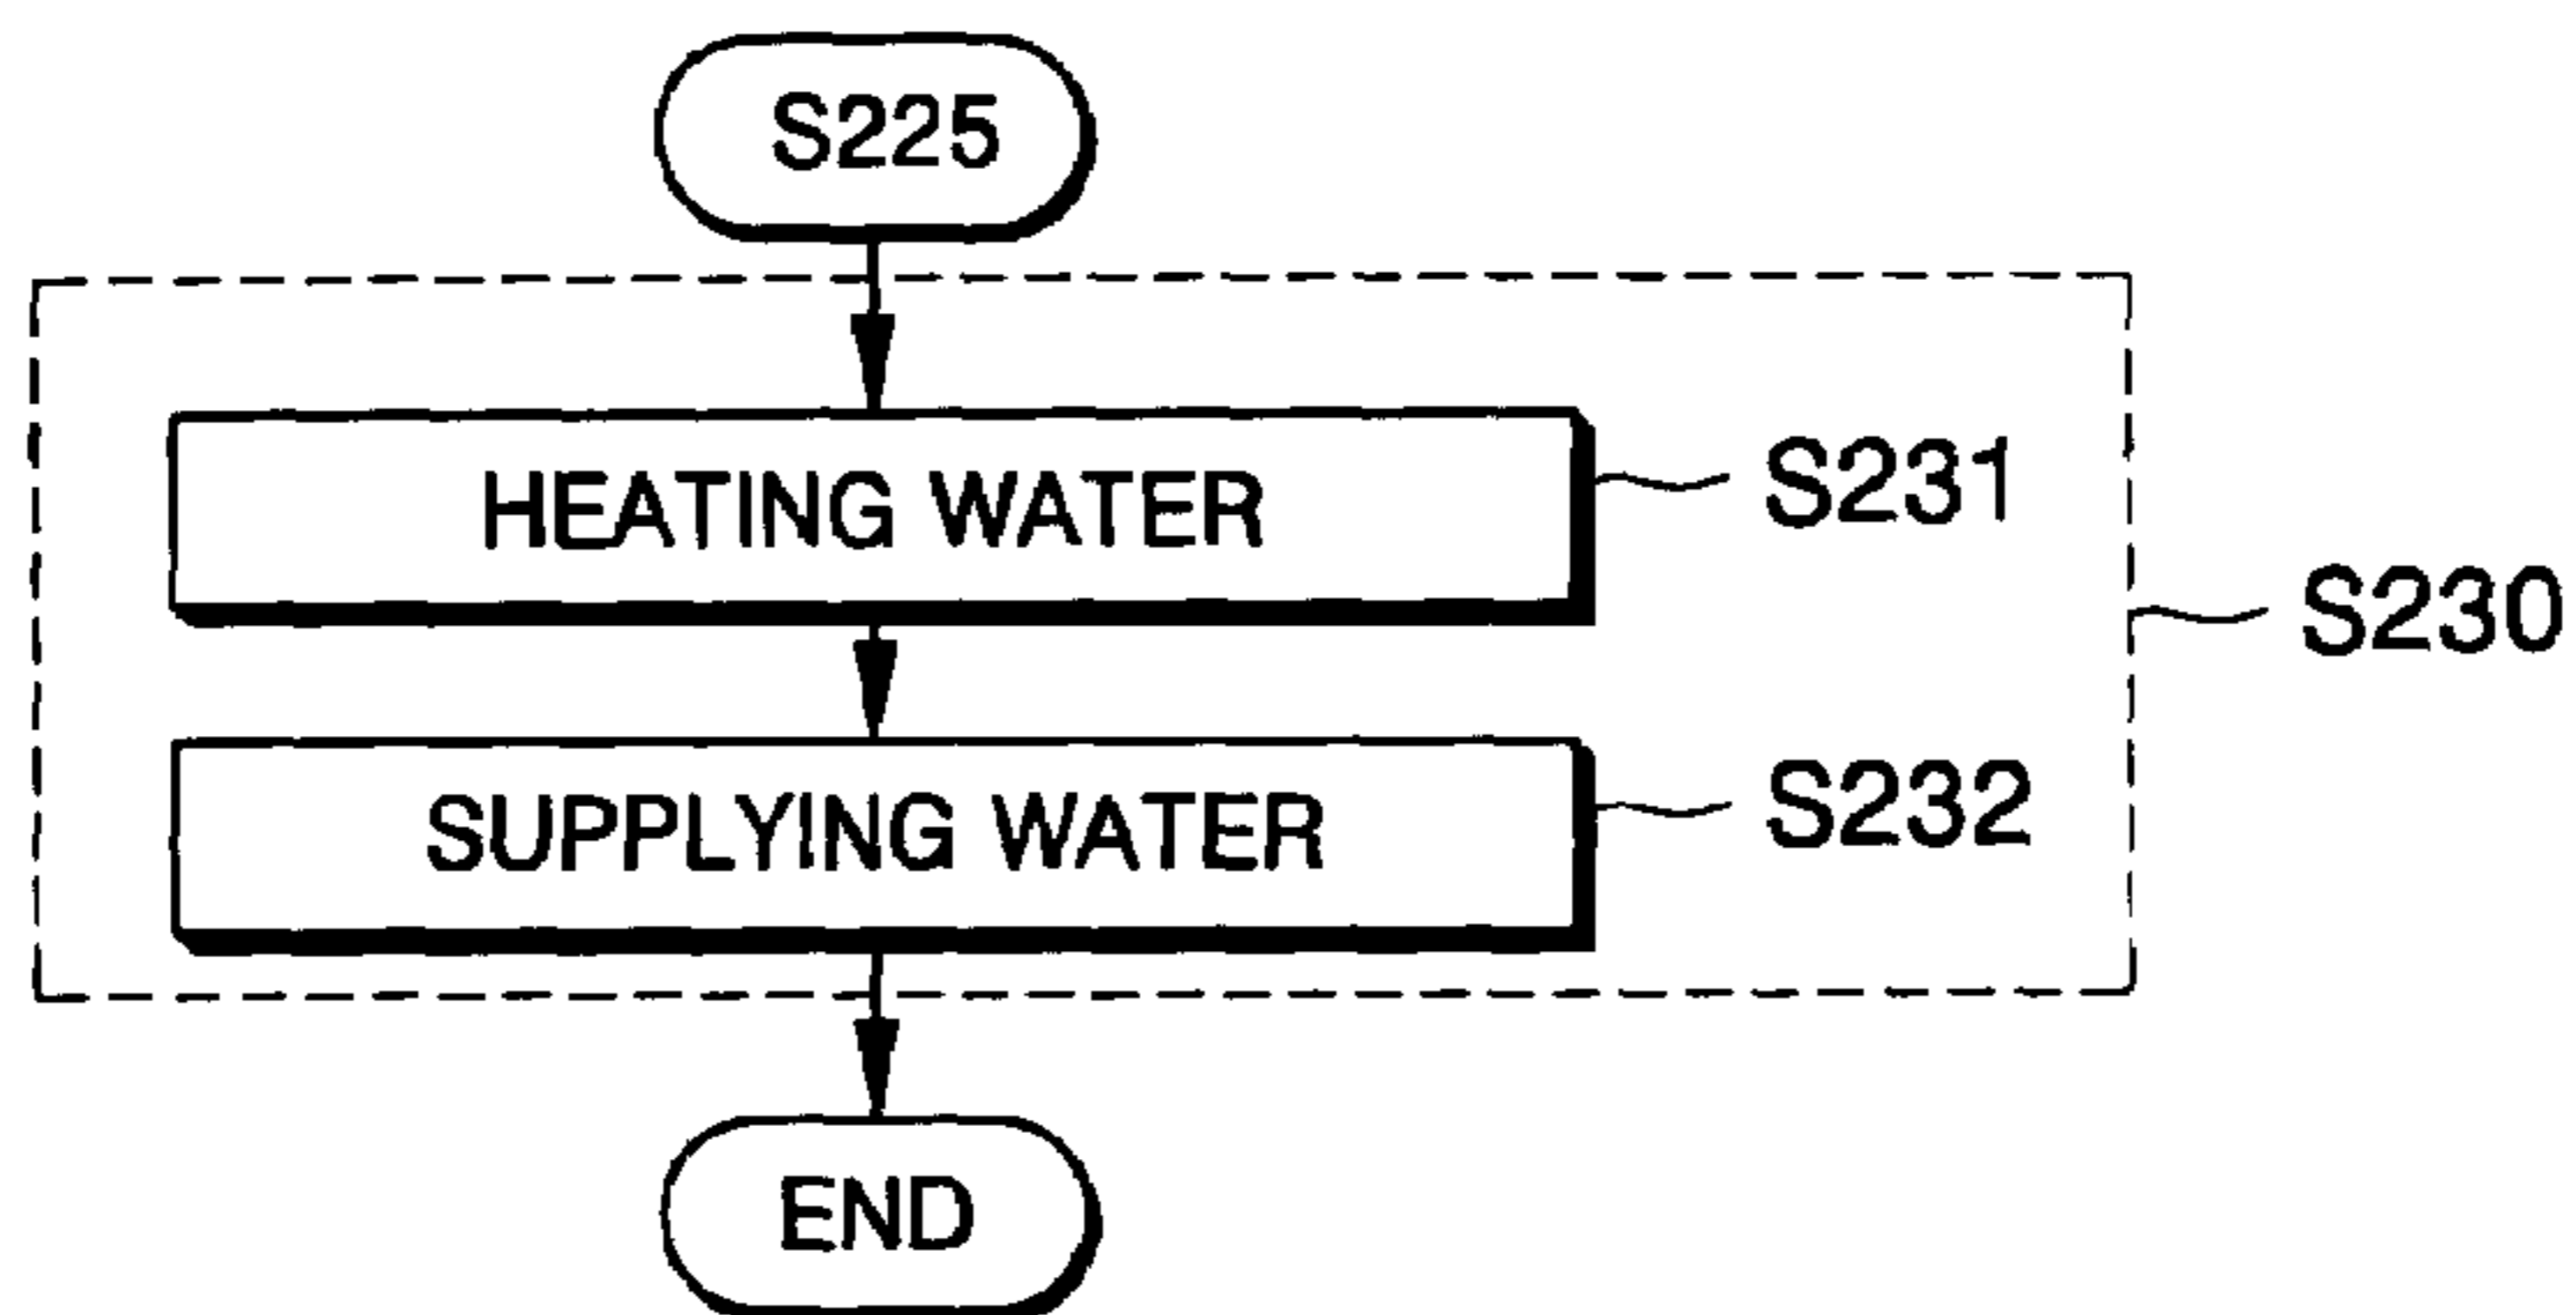 S225
HEATING WATER
S231
S230
SUPPLYING WATER
S232
END